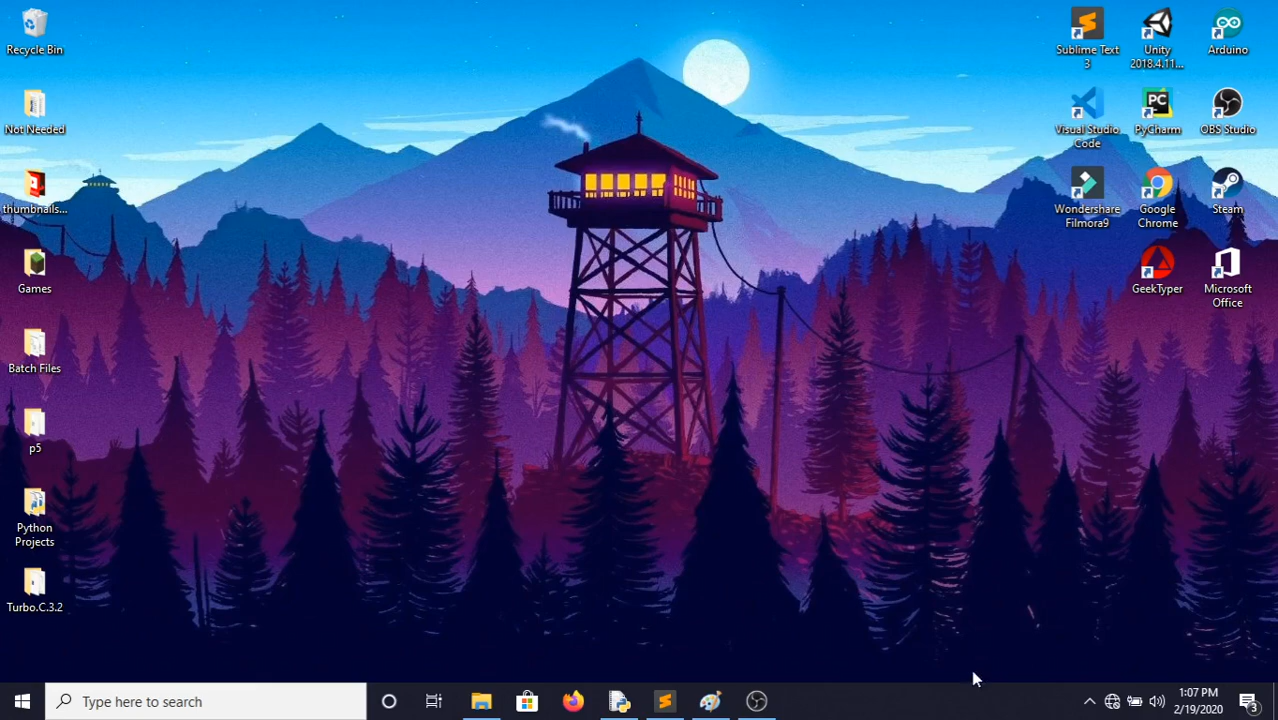 Recycle Bin
Not Needed
thumbnails...
Games
Batch Files
p5
Python
Projects
Turbo.C.3.2
Sublime Text
3
Unity
2018.4.11...
Arduino
Visual Studio
Code
PC
PyCharm
OBS Studio
Wondershare
Filmora9
Google
Chrome
Steam
GeekTyper
Microsoft
Office
Type here to search
1:07 PM
2/19/2020
3